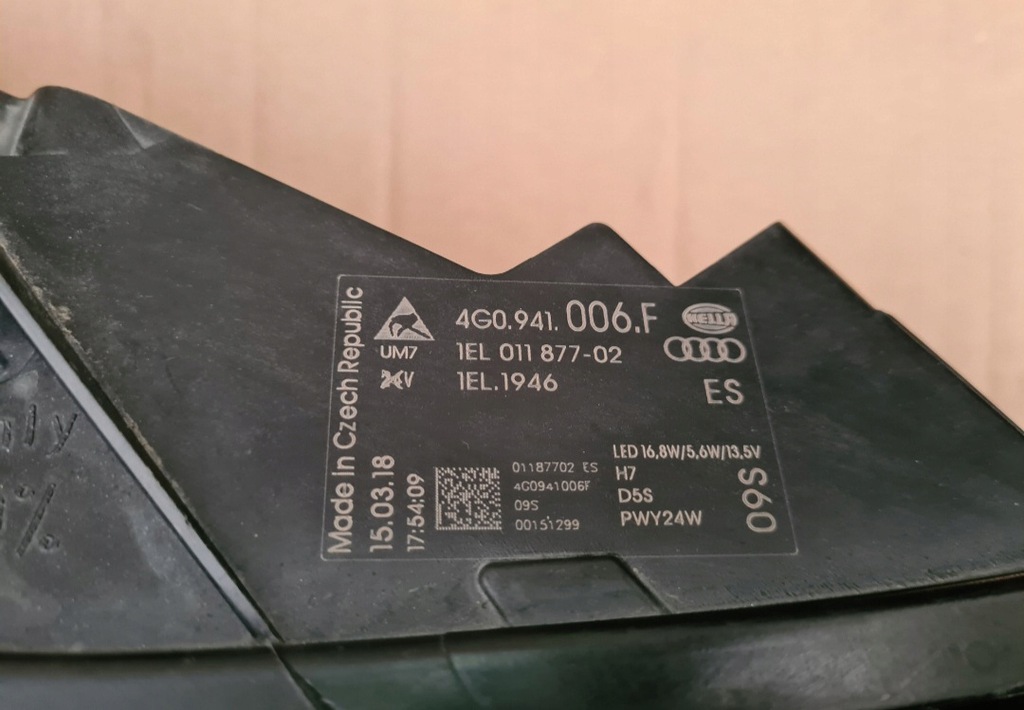 Made in Czech Republic
15.03.18
17:54:09
4G0.941. 006.F
HELLA
UM7
1EL 011 877-02
1EL.1946
ES
LED 16,8W/5,6W/13,5V
H7
D5S
PWY24W
09S
01187702 ES
4G0941006F
09S
00151299
%